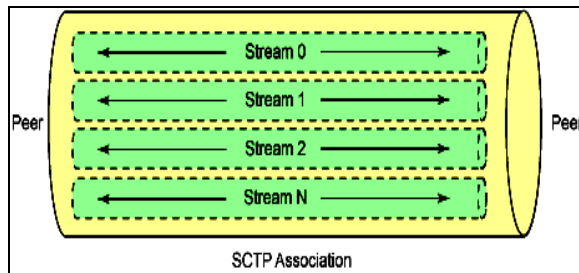 Stream 0
Stream 1
Peer
Peer
Stream 2
Stream N
SCTP Association